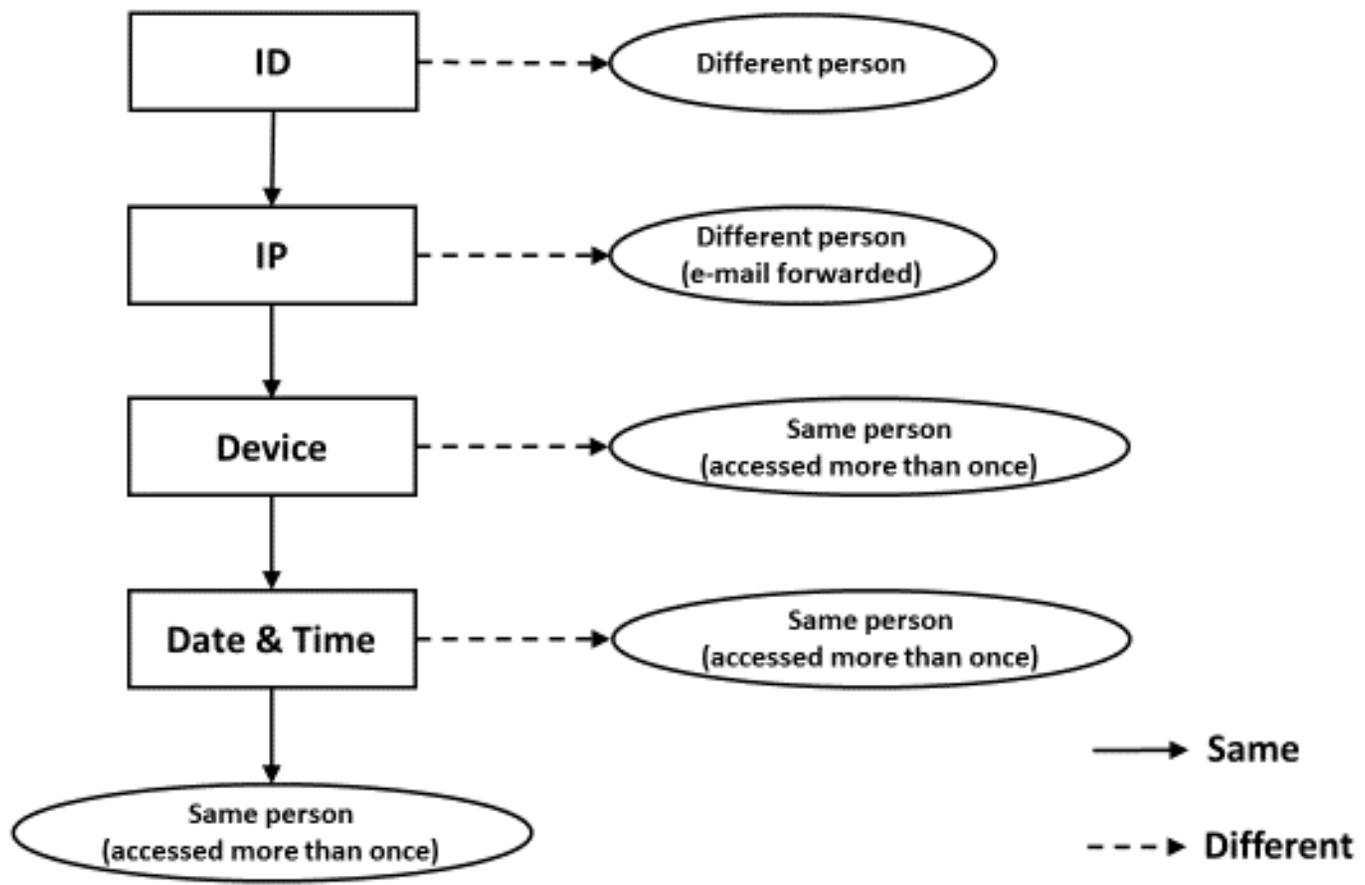 ID
Different person
IP
Different person
(e-mail forwarded)
Device
Same person
(accessed more than once)
Date & Time
Same person
(accessed more than once)
Same person
(accessed more than once)
Same
Different